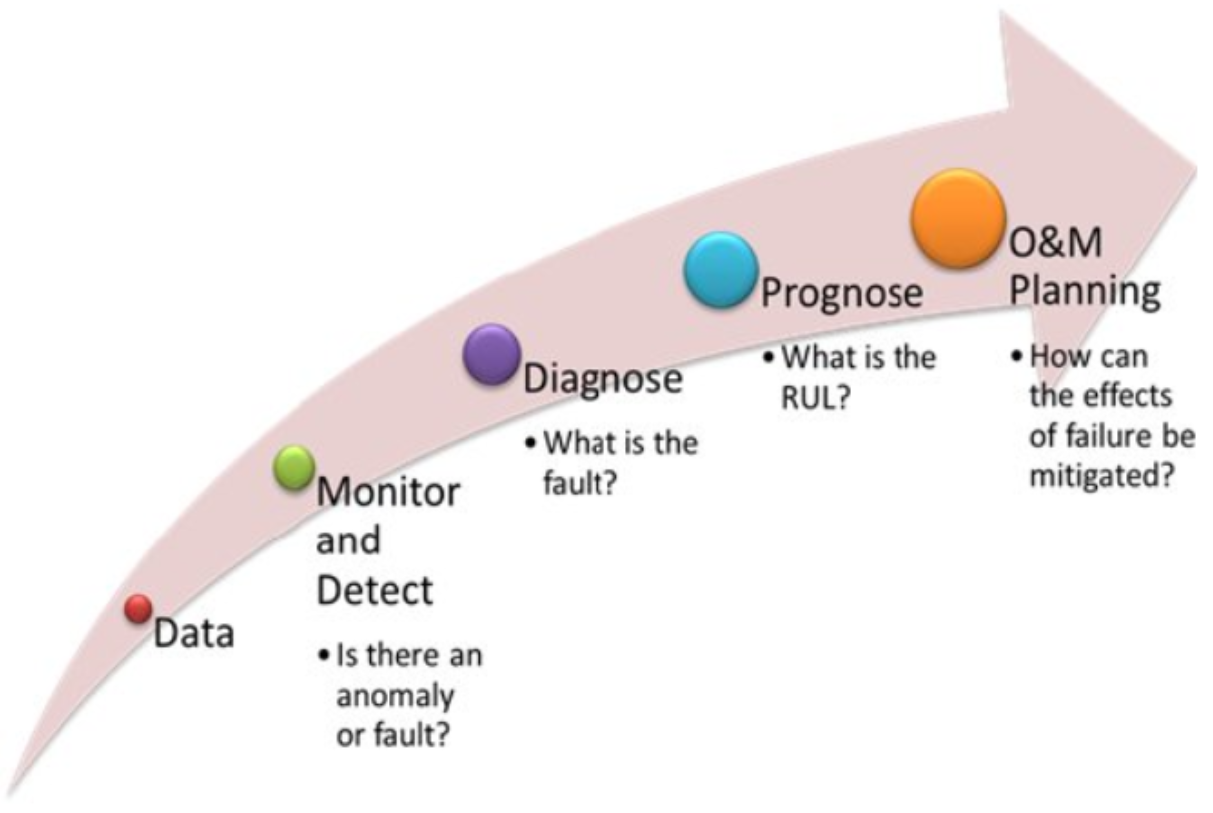 Data
Monitor
and
Detect
• Is there an
anomaly
or fault?
Diagnose
• What is the
fault?
Prognose
• What is the
RUL?
O&M
Planning
• How can
the effects
of failure be
mitigated?